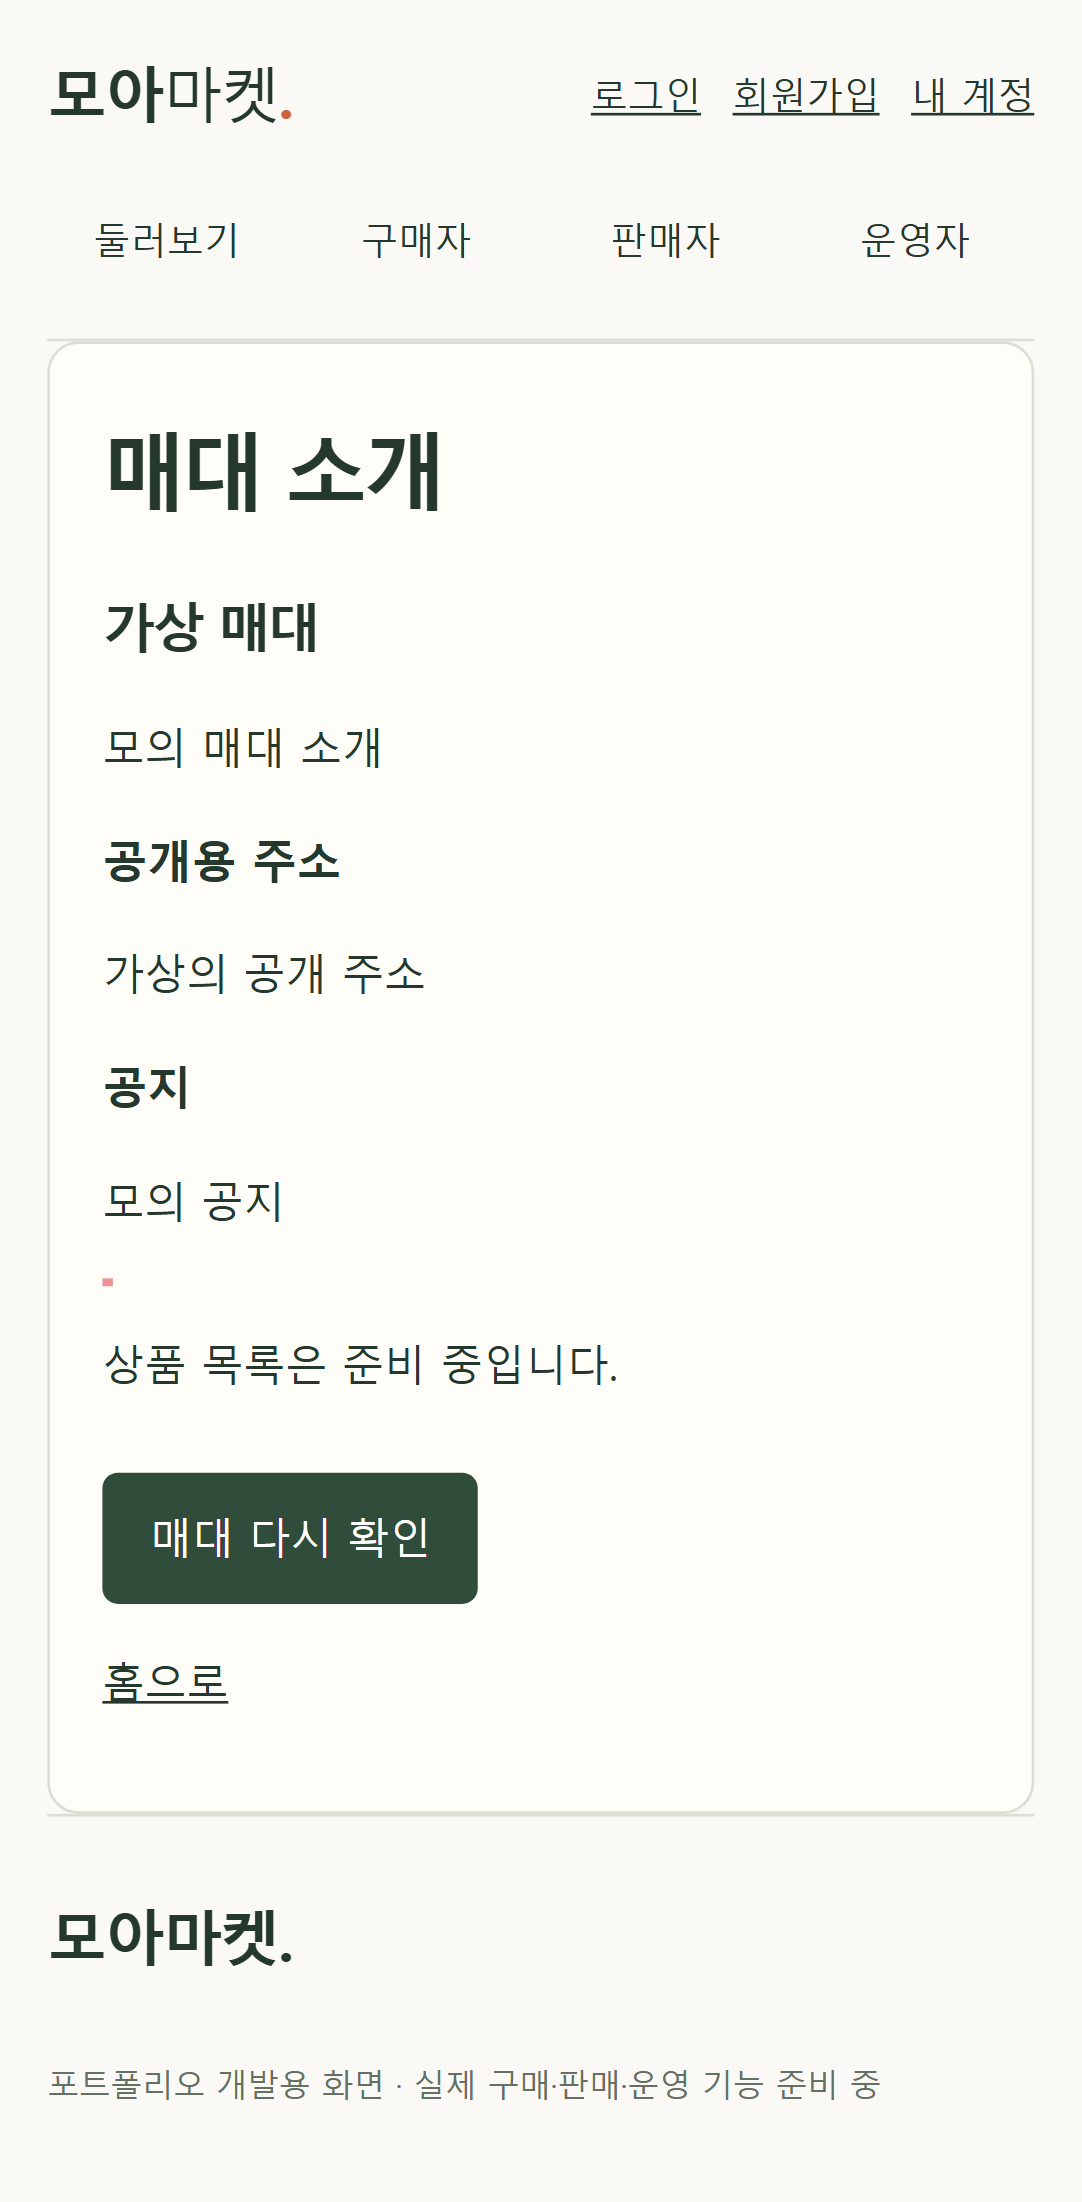 모아마켓.
로그인 회원가입 내 계정
둘러보기 구매자 판매자 운영자
매대 소개
가상 매대
모의 매대 소개
공개용 주소
가상의 공개 주소
공지
모의 공지
상품 목록은 준비 중입니다.
매대 다시 확인
홈으로
모아마켓.
포트폴리오 개발용 화면 · 실제 구매·판매·운영 기능 준비 중